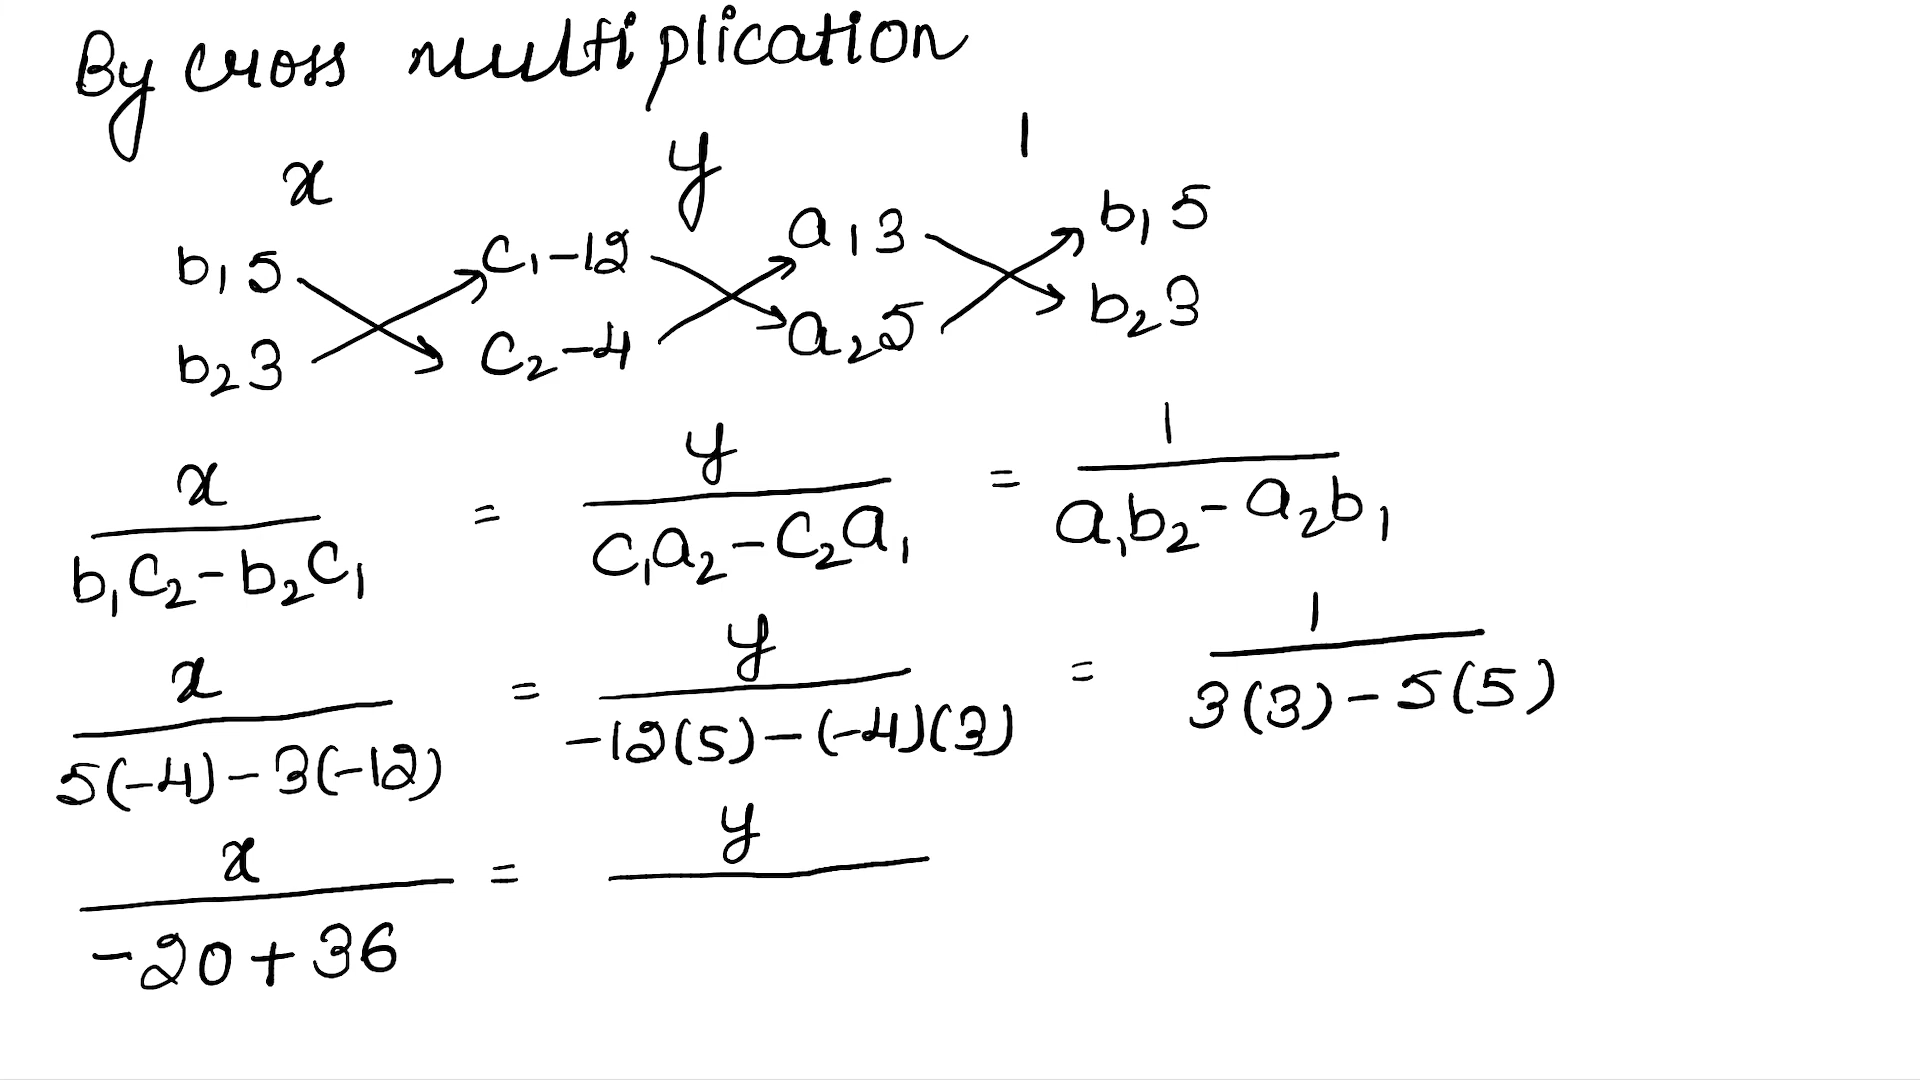 By cross multiplication
x y 1
b₁ 5 c₁ -12 a₁ 3 b₁ 5
b₂ 3 c₂ -4 a₂ 5 b₂ 3
x/(b₁c₂ - b₂c₁) = y/(c₁a₂ - c₂a₁) = 1/(a₁b₂ - a₂b₁)
x/(5(-4) - 3(-12)) = y/(-12(5) - (-4)(3)) = 1/(3(3) - 5(5))
x/(-20 + 36) = y/